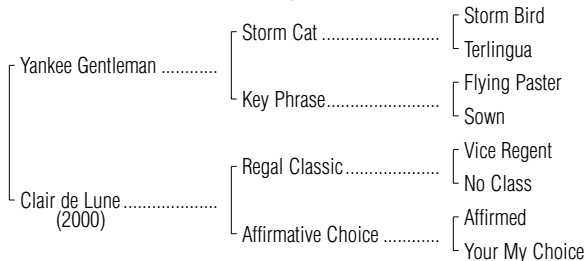 Storm Bird
Storm Cat ........................
Terlingua
Yankee Gentleman ............
Flying Paster
Key Phrase.......................
Sown
Vice Regent
Regal Classic...................
No Class
Clair de Lune ...................
(2000)
Affirmed
Affirmative Choice ............
Your My Choice